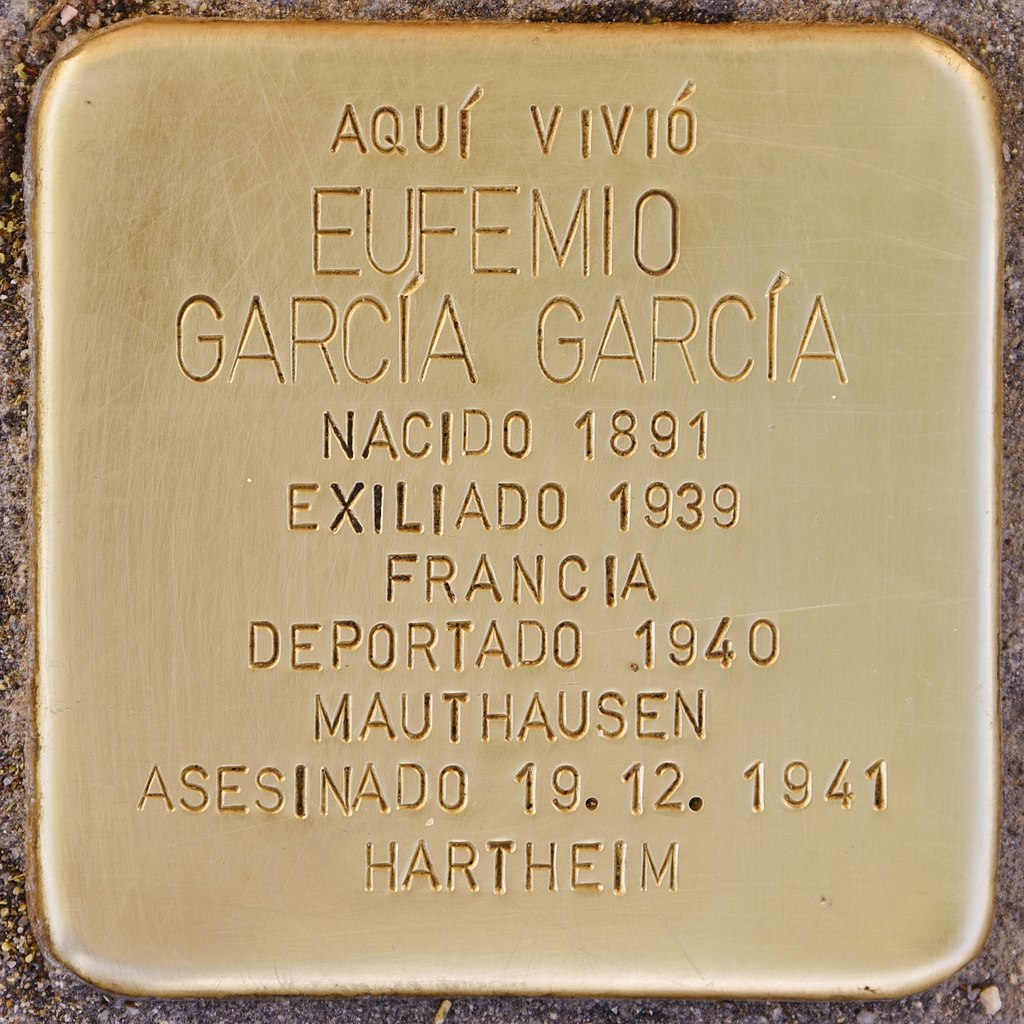 AQUÍ VIVIÓ
EUFEMIO
GARCÍA GARCÍA
NACIDO 1891
EXILIADO 1939
FRANCIA
DEPORTADO 1940
MAUTHAUSEN
ASESINADO 19. 12. 1941
HARTHEIM